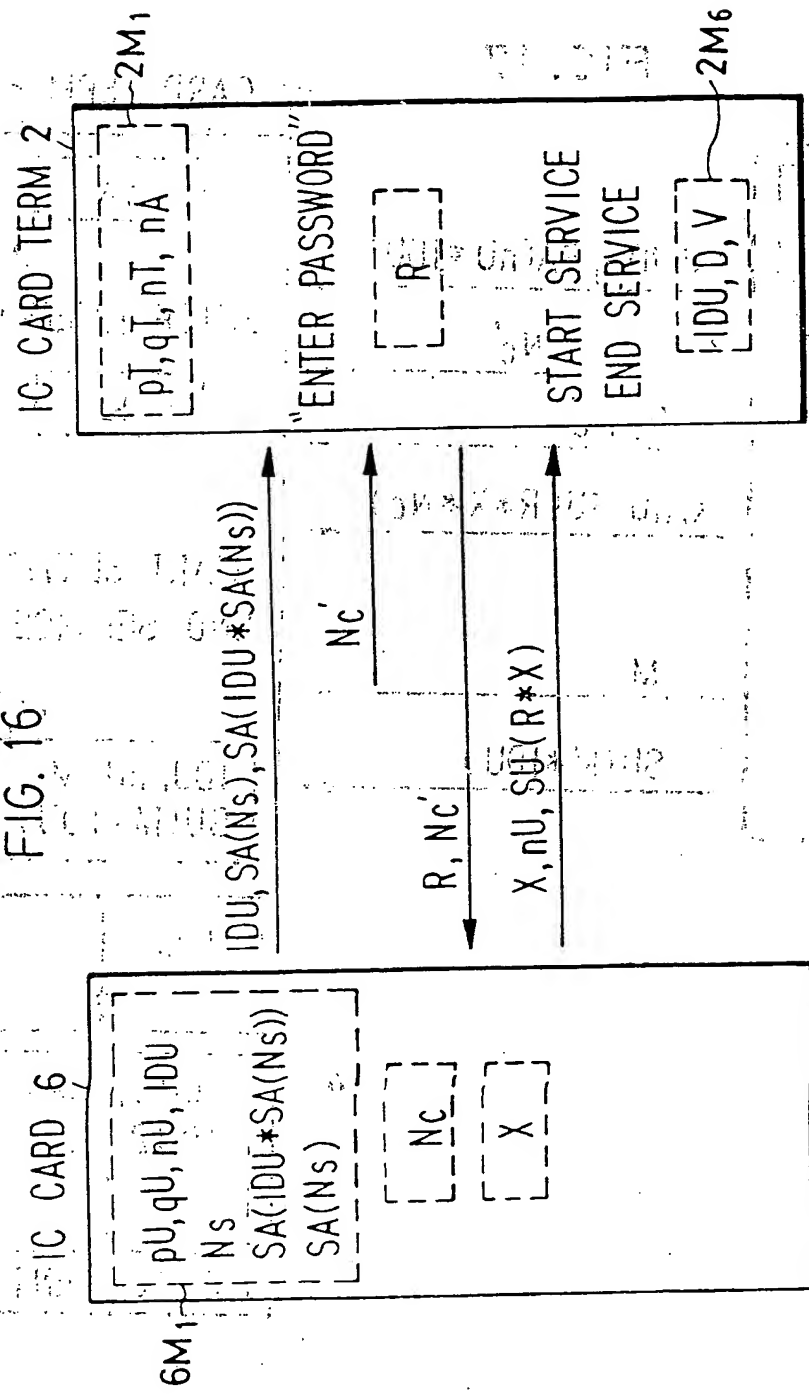 FIG. 16
IC CARD 6
6M1
pU, qU, nU, IDU
Ns
SA(IDU*SA(Ns))
SA(Ns)
Nc
X
IDU, SA(Ns), SA(IDU*SA(Ns))
Nc'
R, Nc'
X, nU, SU(R*X)
IC CARD TERM 2
2M1
pT, qT, nT, nA
"ENTER PASSWORD"
R
START SERVICE
END SERVICE
IDU, D, V
2M6